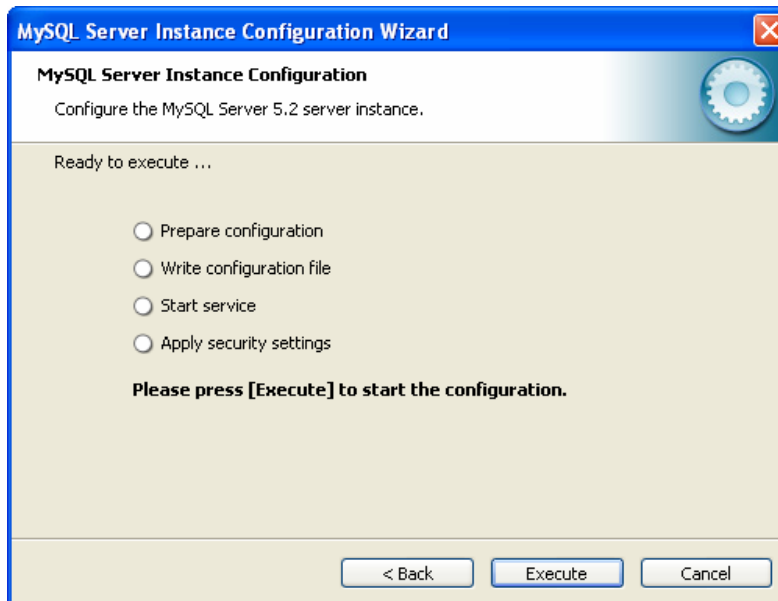 MySQL Server Instance Configuration Wizard
MySQL Server Instance Configuration
Configure the MySQL Server 5.2 server instance.
Ready to execute ...
Prepare configuration
Write configuration file
Start service
Apply security settings
Please press [Execute] to start the configuration.
< Back Execute Cancel